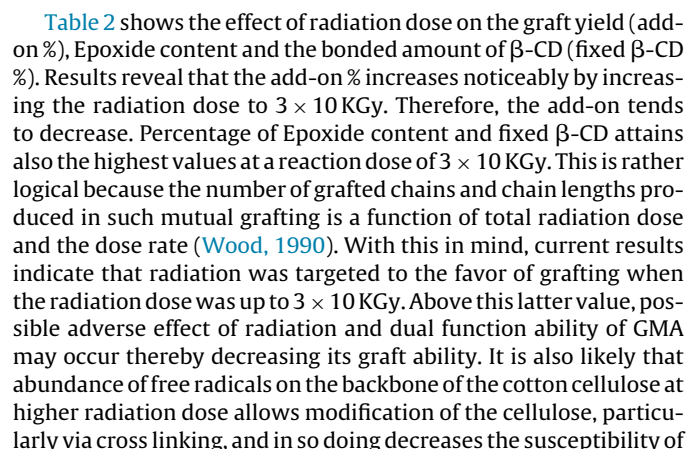 Table 2 shows the effect of radiation dose on the graft yield (add-
on %), Epoxide content and the bonded amount of β-CD (fixed β-CD
%). Results reveal that the add-on % increases noticeably by increas-
ing the radiation dose to 3 × 10 KGy. Therefore, the add-on tends
to decrease. Percentage of Epoxide content and fixed β-CD attains
also the highest values at a reaction dose of 3 × 10 KGy. This is rather
logical because the number of grafted chains and chain lengths pro-
duced in such mutual grafting is a function of total radiation dose
and the dose rate (Wood, 1990). With this in mind, current results
indicate that radiation was targeted to the favor of grafting when
the radiation dose was up to 3 × 10 KGy. Above this latter value, pos-
sible adverse effect of radiation and dual function ability of GMA
may occur thereby decreasing its graft ability. It is also likely that
abundance of free radicals on the backbone of the cotton cellulose at
higher radiation dose allows modification of the cellulose, particu-
larly via cross linking, and in so doing decreases the susceptibility of